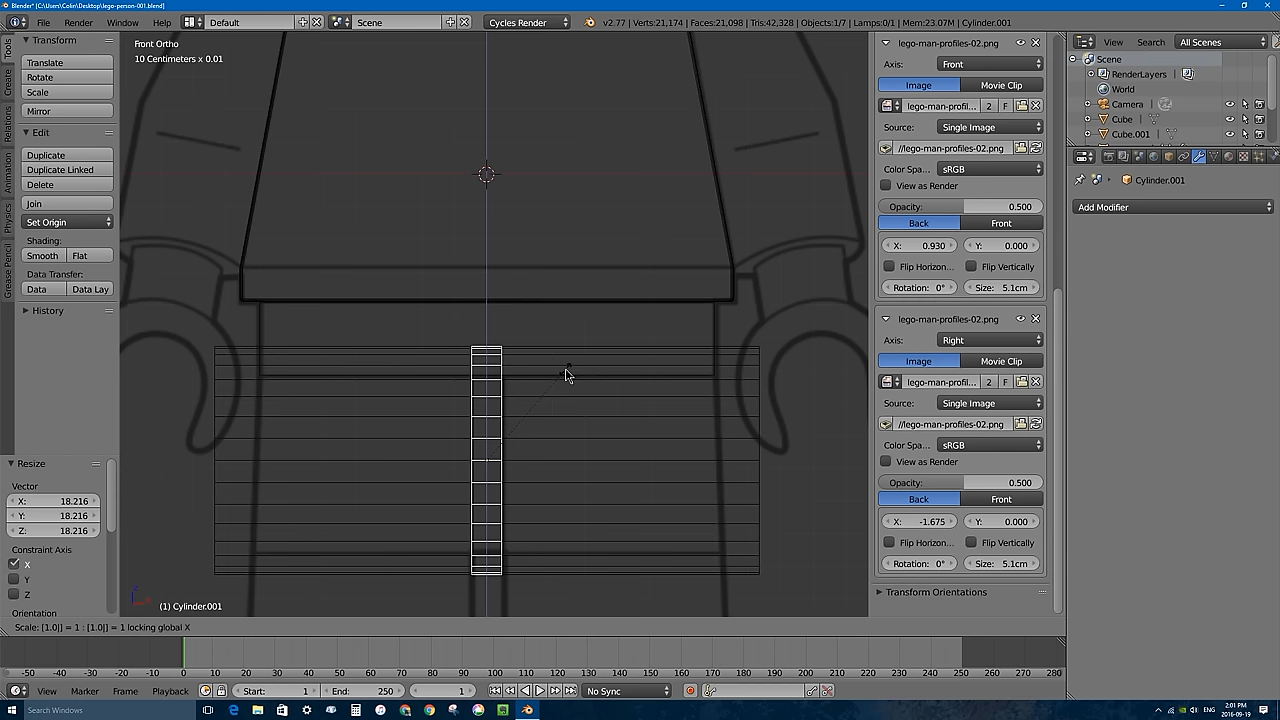 Blender* [C:\Users\Colin\Desktop\lego-person-001.blend]
File Render Window Help Default Scene Cycles Render v2.77 | Verts:21,174 | Faces:21,098 | Tris:42,328 | Objects:1/7 | Lamps:0/1 | Mem:23.07M | Cylinder.001
Tools
Create
Relations
Animation
Physics
Grease Pencil
Transform
Translate
Rotate
Scale
Mirror
Edit
Duplicate
Duplicate Linked
Delete
Join
Set Origin
Shading:
Smooth Flat
Data Transfer:
Data Data Lay
History
Resize
Vector
X: 18.216
Y: 18.216
Z: 18.216
Constraint Axis
X
Y
Z
Orientation
Front Ortho
10 Centimeters x 0.01
(1) Cylinder.001
Scale: [1.0|] = 1 : [1.0|] = 1 locking global X
lego-man-profiles-02.png
Axis: Front
Image Movie Clip
lego-man-profil... 2 F
Source: Single Image
//lego-man-profiles-02.png
Color Spa... sRGB
View as Render
Opacity: 0.500
Back Front
X: 0.930 Y: 0.000
Flip Horizon... Flip Vertically
Rotation: 0° Size: 5.1cm
lego-man-profiles-02.png
Axis: Right
Image Movie Clip
lego-man-profil... 2 F
Source: Single Image
//lego-man-profiles-02.png
Color Spa... sRGB
View as Render
Opacity: 0.500
Back Front
X: -1.675 Y: 0.000
Flip Horizon... Flip Vertically
Rotation: 0° Size: 5.1cm
Transform Orientations
View Search All Scenes
Scene
RenderLayers
World
Camera
Cube
Cube.001
Cylinder.001
Add Modifier
-50 -40 -30 -20 -10 0 10 20 30 40 50 60 70 80 90 100 110 120 130 140 150 160 170 180 190 200 210 220 230 240 250 260 270 280
View Marker Frame Playback Start: 1 End: 250 1 No Sync
Search Windows ENG 2:01 PM
2016-09-19